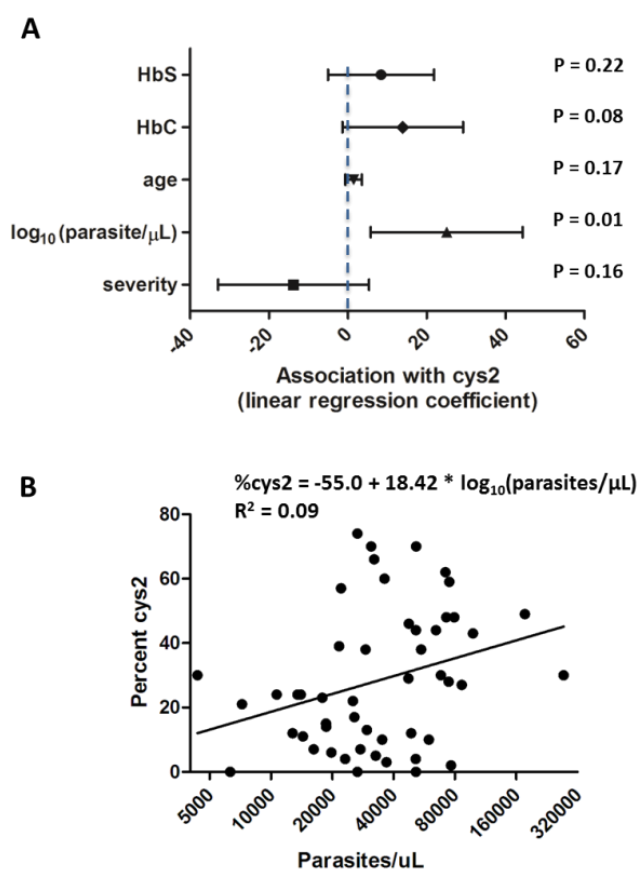 A
HbS
P = 0.22
HbC
P = 0.08
age
P = 0.17
log10(parasite/μL)
P = 0.01
severity
P = 0.16
-40 -20 0 20 40 60
Association with cys2
(linear regression coefficient)
B
%cys2 = -55.0 + 18.42 * log10(parasites/μL)
R2 = 0.09
80
60
40
20
0
Percent cys2
5000 10000 20000 40000 80000 160000 320000
Parasites/uL